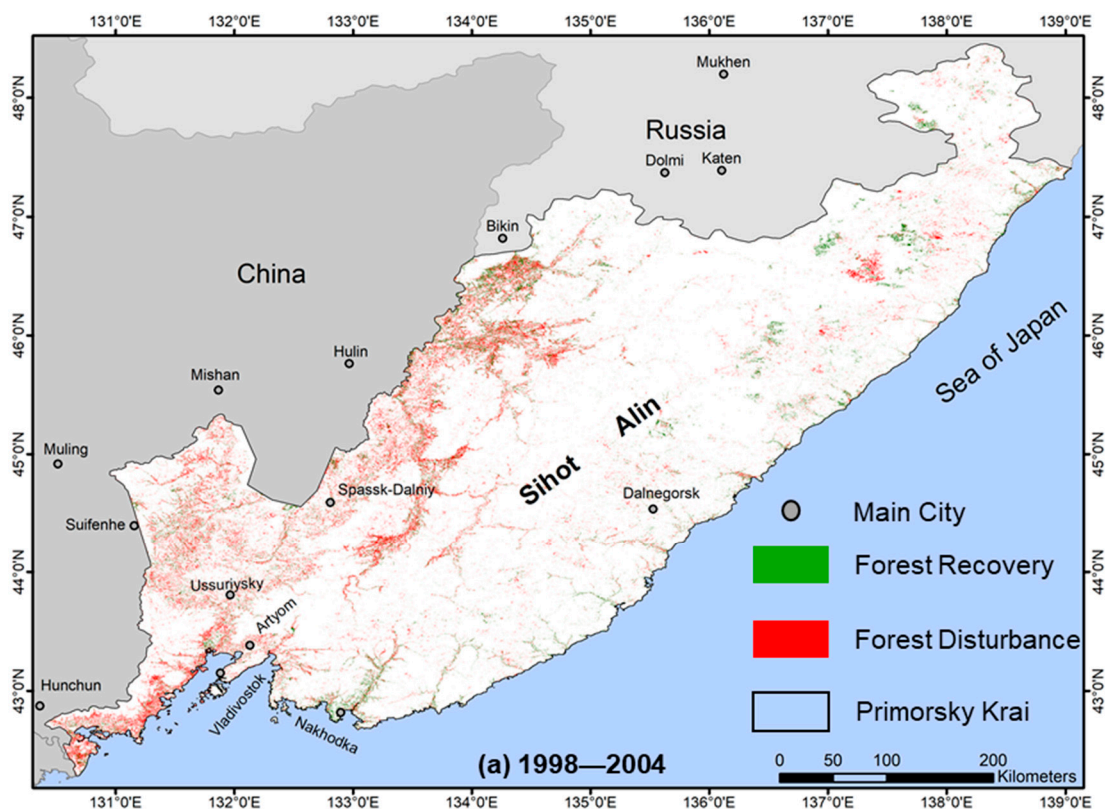 131°0'E 132°0'E 133°0'E 134°0'E 135°0'E 136°0'E 137°0'E 138°0'E 139°0'E
48°0'N
47°0'N
46°0'N
45°0'N
44°0'N
43°0'N
Mukhen
Russia
Dolmi
Katen
Bikin
China
Hulin
Mishan
Muling
Suifenhe
Spassk-Dalniy
Ussuriysky
Artyom
Hunchun
Vladivostok
Nakhodka
Sihot Alin
Dalnegorsk
Sea of Japan
Main City
Forest Recovery
Forest Disturbance
Primorsky Krai
(a) 1998—2004
0 50 100 200
Kilometers
48°0'N
47°0'N
46°0'N
45°0'N
44°0'N
43°0'N
131°0'E 132°0'E 133°0'E 134°0'E 135°0'E 136°0'E 137°0'E 138°0'E 139°0'E